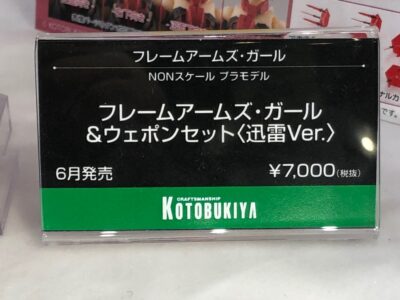 フレームアームズ・ガール
NONスケール プラモデル
フレームアームズ・ガール
&ウェポンセット〈迅雷Ver.〉
6月発売
¥7,000(税抜)
CRAFTSMANSHIP
KOTOBUKIYA